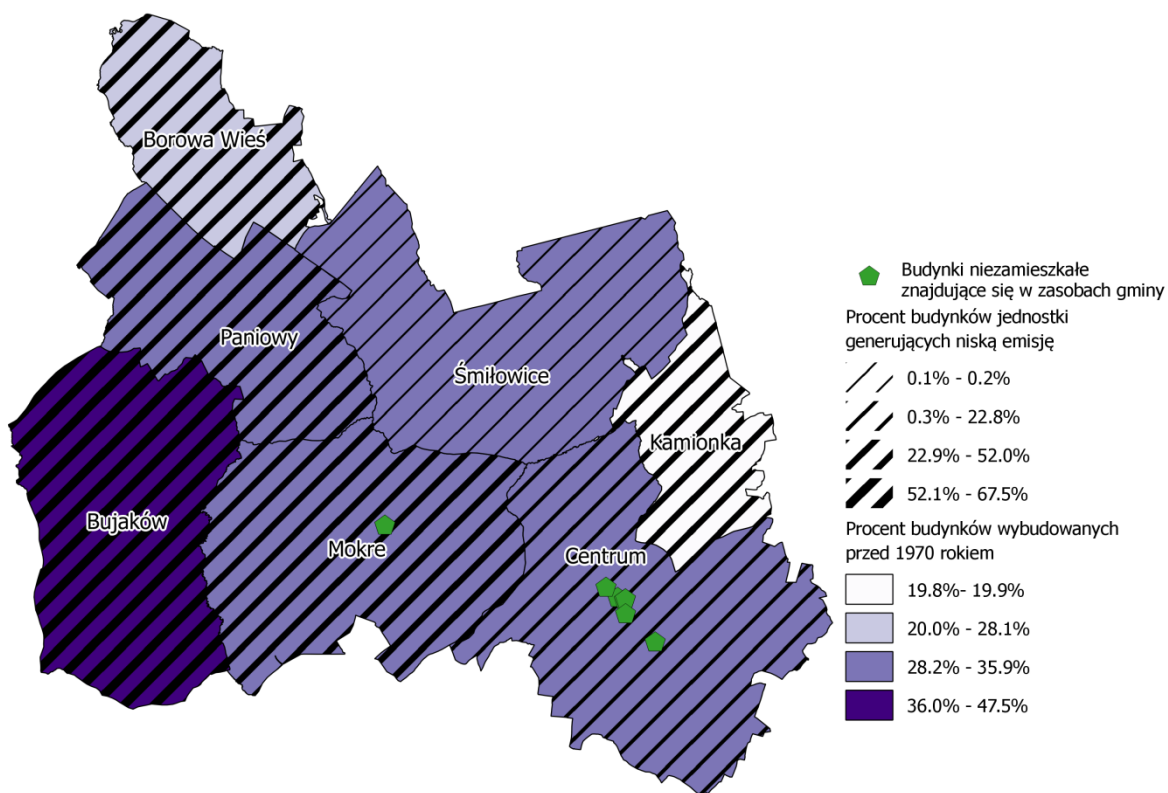 Borowa Wieś
Paniowy
Śmiłowice
Kamionka
Bujaków
Mokre
Centrum
Budynki niezamieszkałe
znajdujące się w zasobach gminy
Procent budynków jednostki
generujących niską emisję
0.1% - 0.2%
0.3% - 22.8%
22.9% - 52.0%
52.1% - 67.5%
Procent budynków wybudowanych
przed 1970 rokiem
19.8%- 19.9%
20.0% - 28.1%
28.2% - 35.9%
36.0% - 47.5%